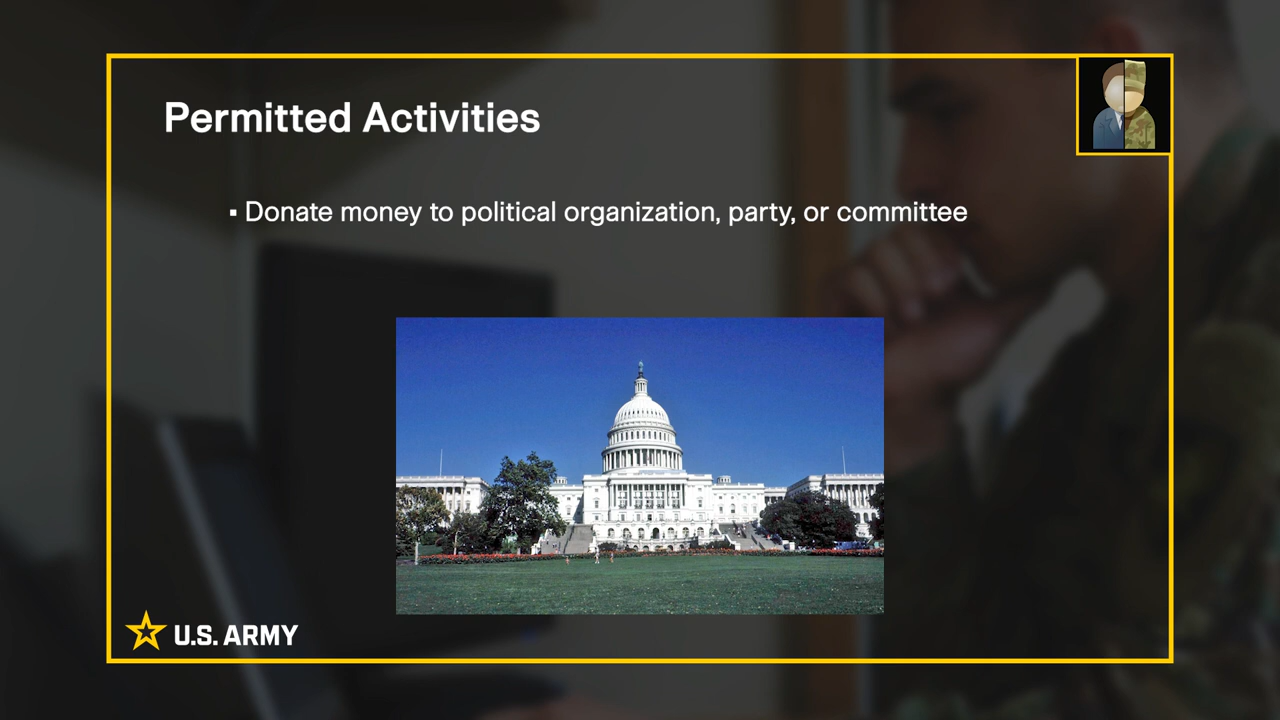 Permitted Activities
▪ Donate money to political organization, party, or committee
U.S. ARMY